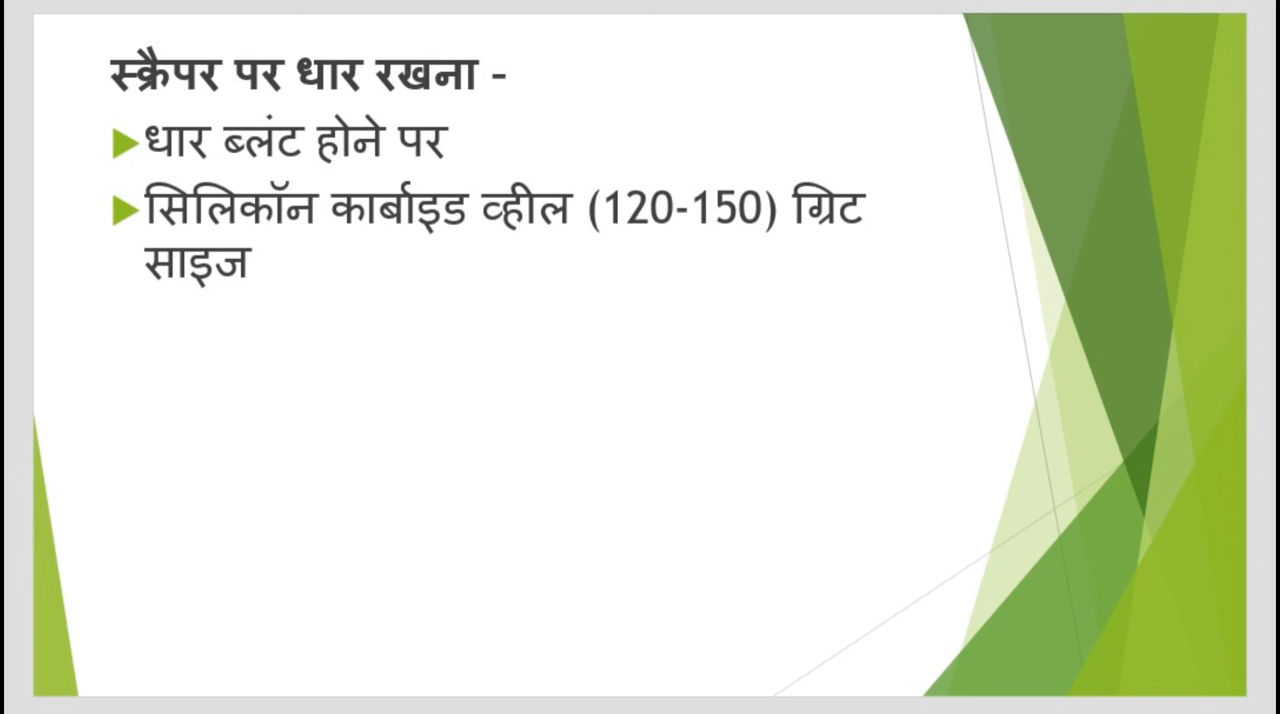 स्क्रैपर पर धार रखना –
धार ब्लंट होने पर
सिलिकॉन कार्बाइड व्हील (120-150) ग्रिट
साइज